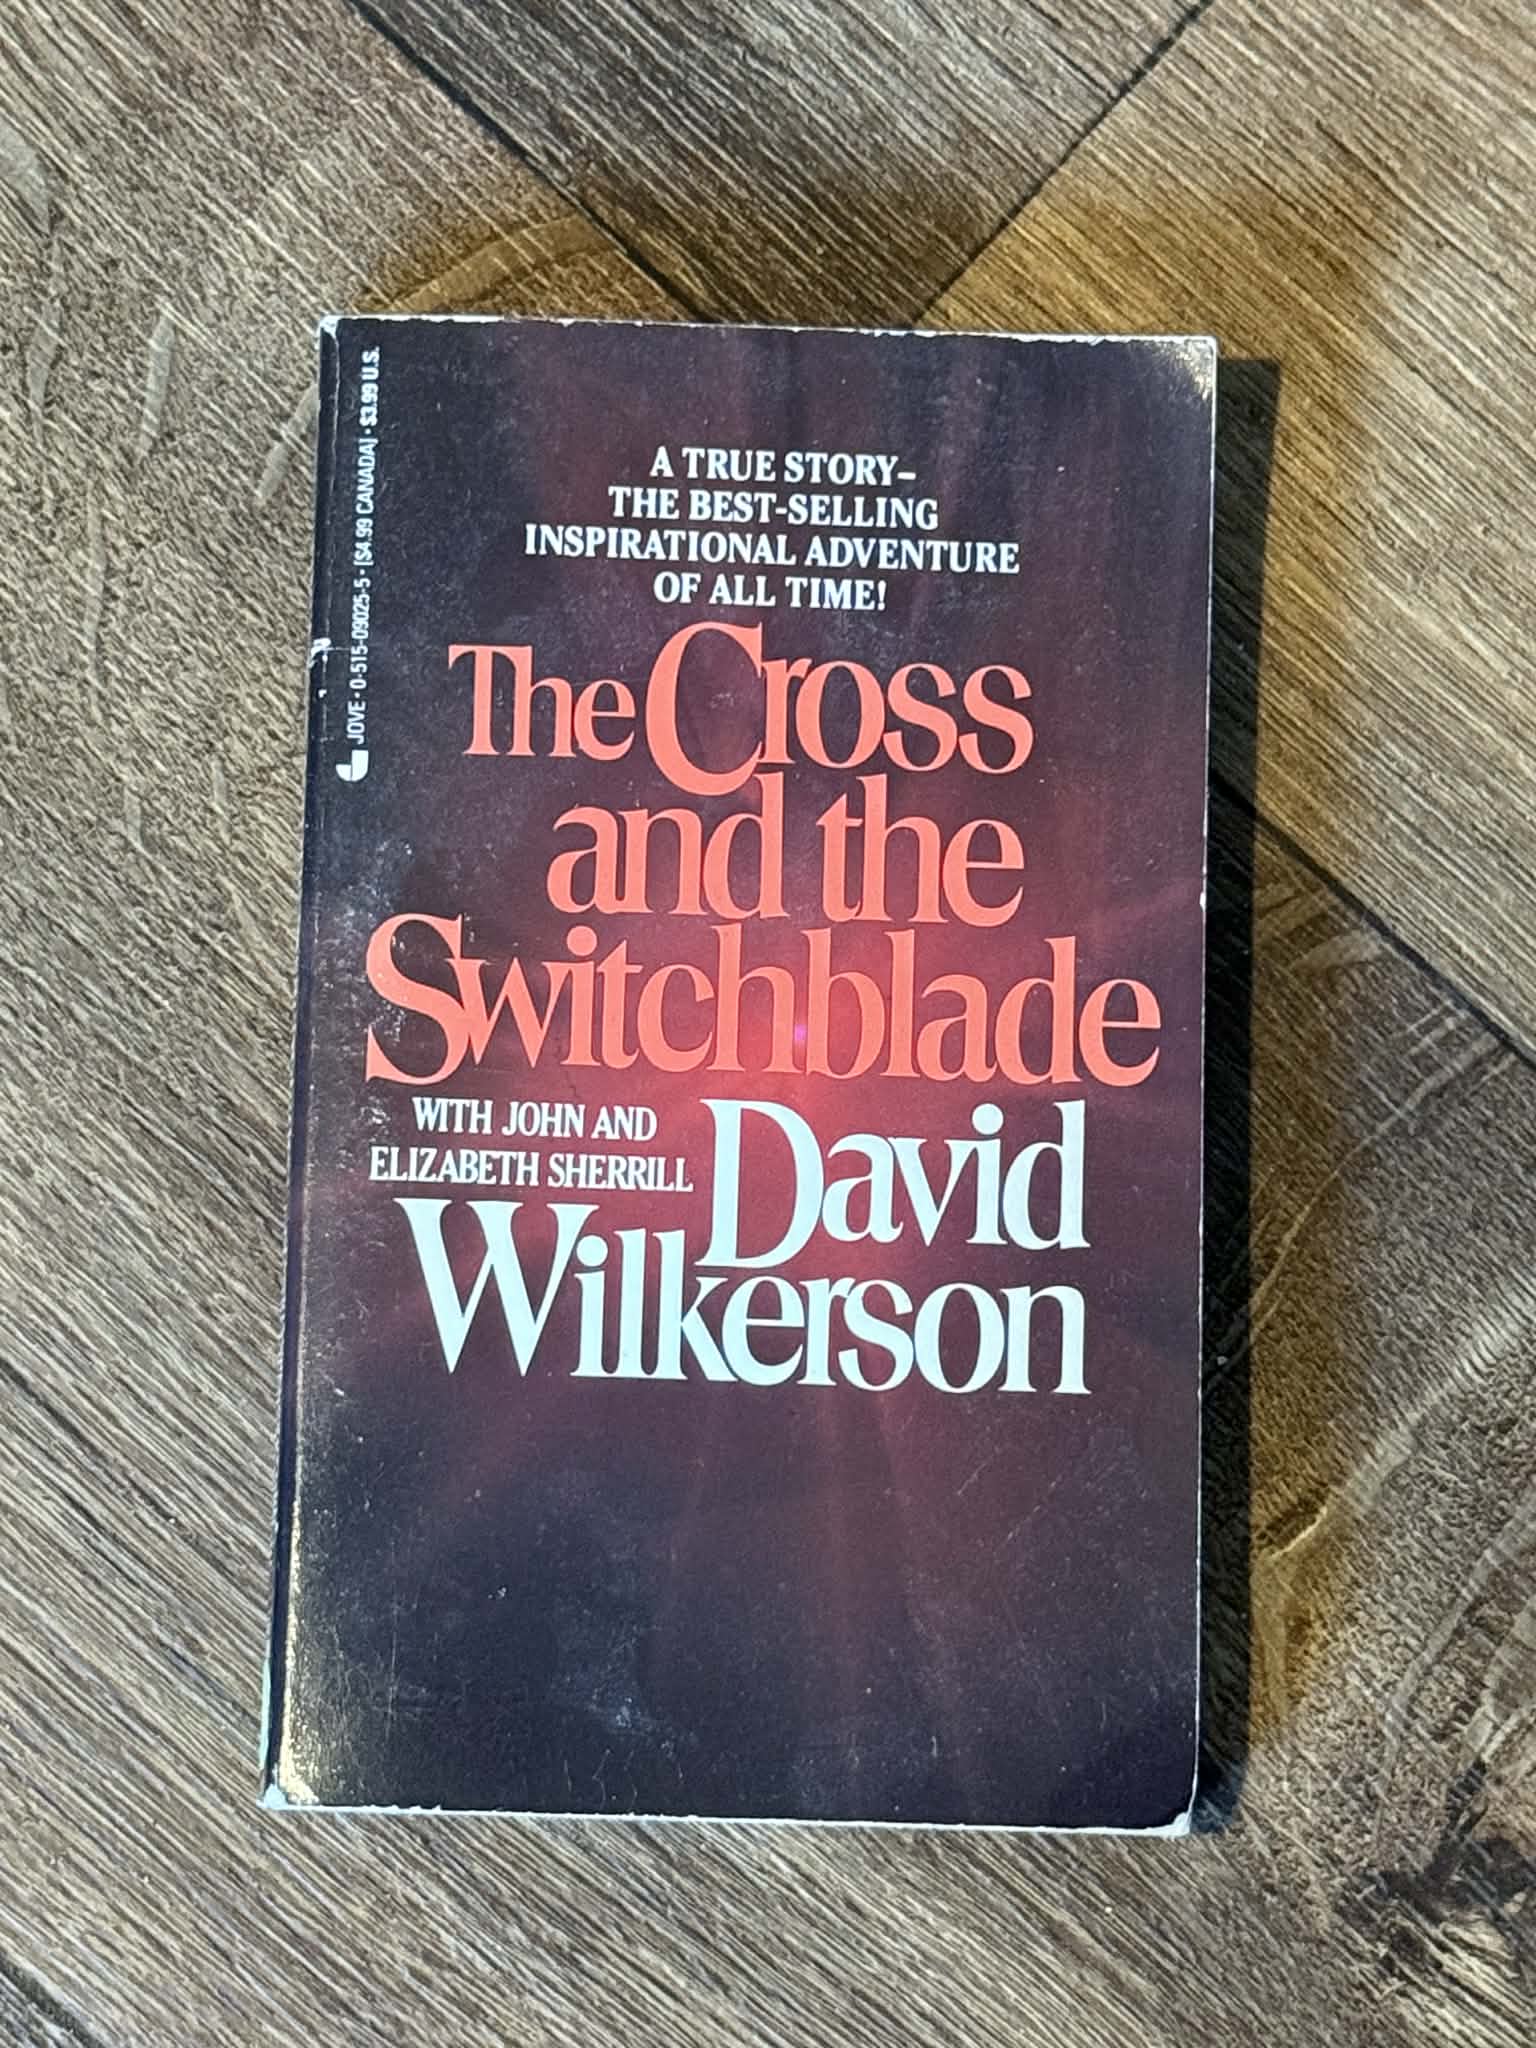 JOVE • 0-515-09025-5 • [$4.99 CANADA] • $3.99 U.S.
A TRUE STORY–
THE BEST-SELLING
INSPIRATIONAL ADVENTURE
OF ALL TIME!
The Cross
and the
Switchblade
WITH JOHN AND
ELIZABETH SHERRILL
David
Wilkerson